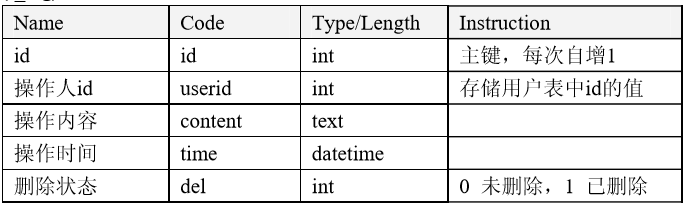 Name Code Type/Length Instruction
id id int 主键，每次自增1
操作人id userid int 存储用户表中id的值
操作内容 content text
操作时间 time datetime
删除状态 del int 0 未删除，1 已删除